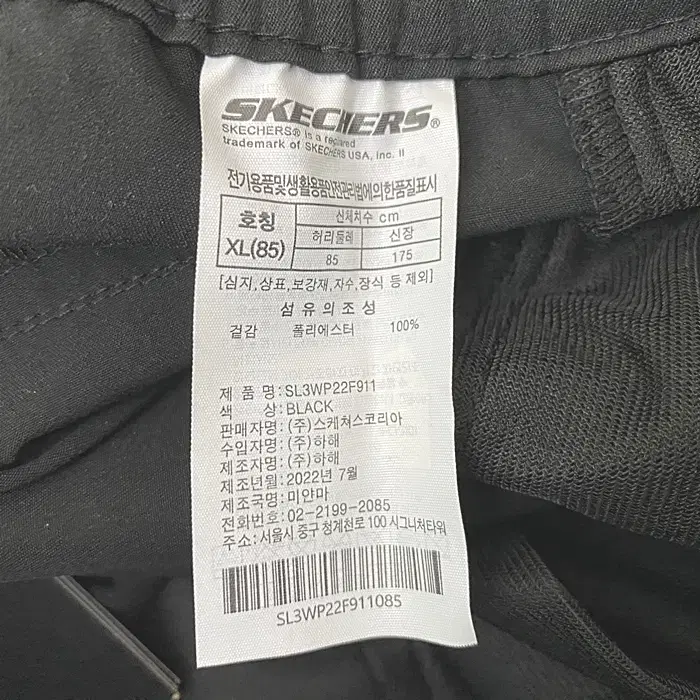 SKECHERS®
SKECHERS® is a
trademark of SKECHERS USA, Inc. II
전기용품및생활용품안전관리법에의한품질표시
호칭 신체치수 cm
XL(85) 허리둘레 신장
85 175
[심지,상표,보강재,자수,장식 등 제외]
섬유의조성
겉감 폴리에스터 100%
제 품 명:SL3WP22F911
색 상:BLACK
판매자명:(주)스케쳐스코리아
수입자명:(주)하해
제조자명:(주)하해
제조년월:2022년 7월
제조국명:미얀마
전화번호:02-2199-2085
주소:서울시 중구 청계천로 100 시그니쳐타워
SL3WP22F911085